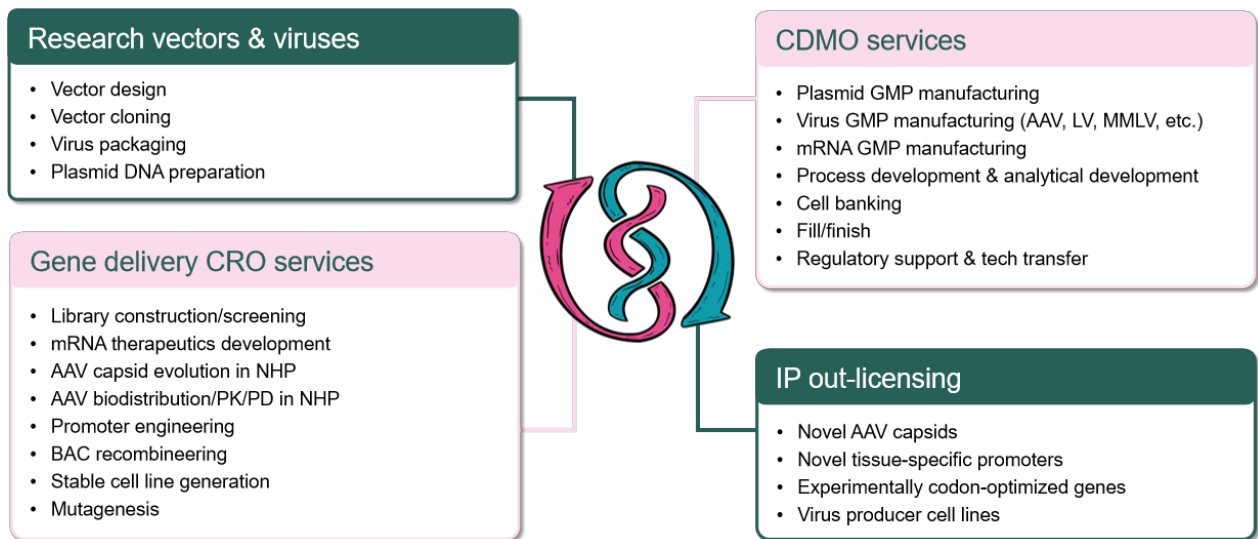 Research vectors & viruses
• Vector design
• Vector cloning
• Virus packaging
• Plasmid DNA preparation
Gene delivery CRO services
• Library construction/screening
• mRNA therapeutics development
• AAV capsid evolution in NHP
• AAV biodistribution/PK/PD in NHP
• Promoter engineering
• BAC recombineering
• Stable cell line generation
• Mutagenesis
CDMO services
• Plasmid GMP manufacturing
• Virus GMP manufacturing (AAV, LV, MMLV, etc.)
• mRNA GMP manufacturing
• Process development & analytical development
• Cell banking
• Fill/finish
• Regulatory support & tech transfer
IP out-licensing
• Novel AAV capsids
• Novel tissue-specific promoters
• Experimentally codon-optimized genes
• Virus producer cell lines